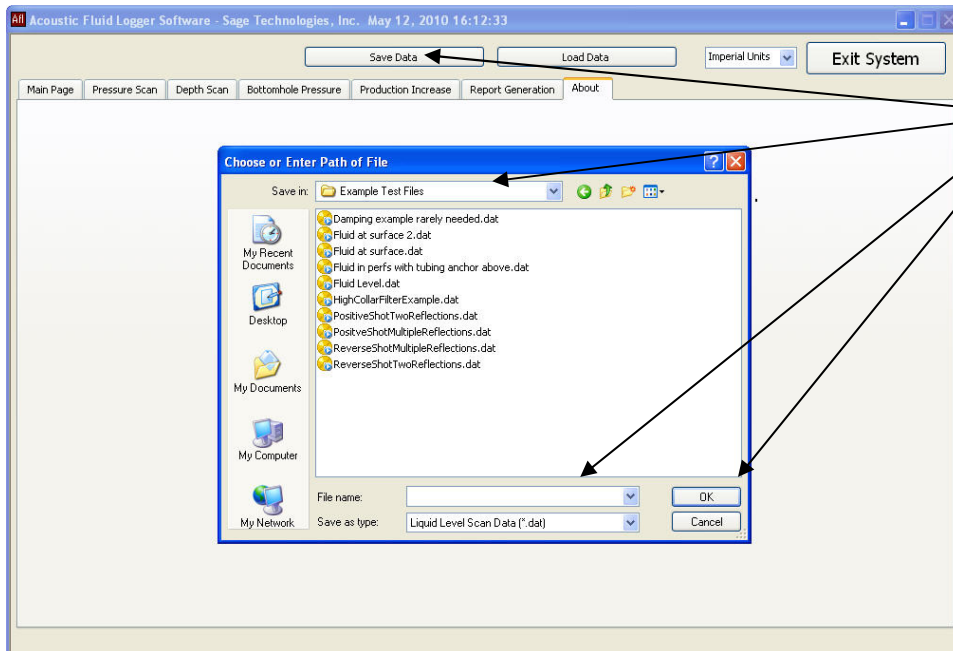 Afl Acoustic Fluid Logger Software - Sage Technologies, Inc. May 12, 2010 16:12:33
Save Data Load Data Imperial Units Exit System
Main Page Pressure Scan Depth Scan Bottomhole Pressure Production Increase Report Generation About
Choose or Enter Path of File
Save in: Example Test Files
My Recent Documents
Desktop
My Documents
My Computer
My Network
Damping example rarely needed.dat
Fluid at surface 2.dat
Fluid at surface.dat
Fluid in perfs with tubing anchor above.dat
Fluid Level.dat
HighCollarFilterExample.dat
PositiveShotTwoReflections.dat
PositveShotMultipleReflections.dat
ReverseShotMultipleReflections.dat
ReverseShotTwoReflections.dat
File name: OK
Save as type: Liquid Level Scan Data (*.dat) Cancel